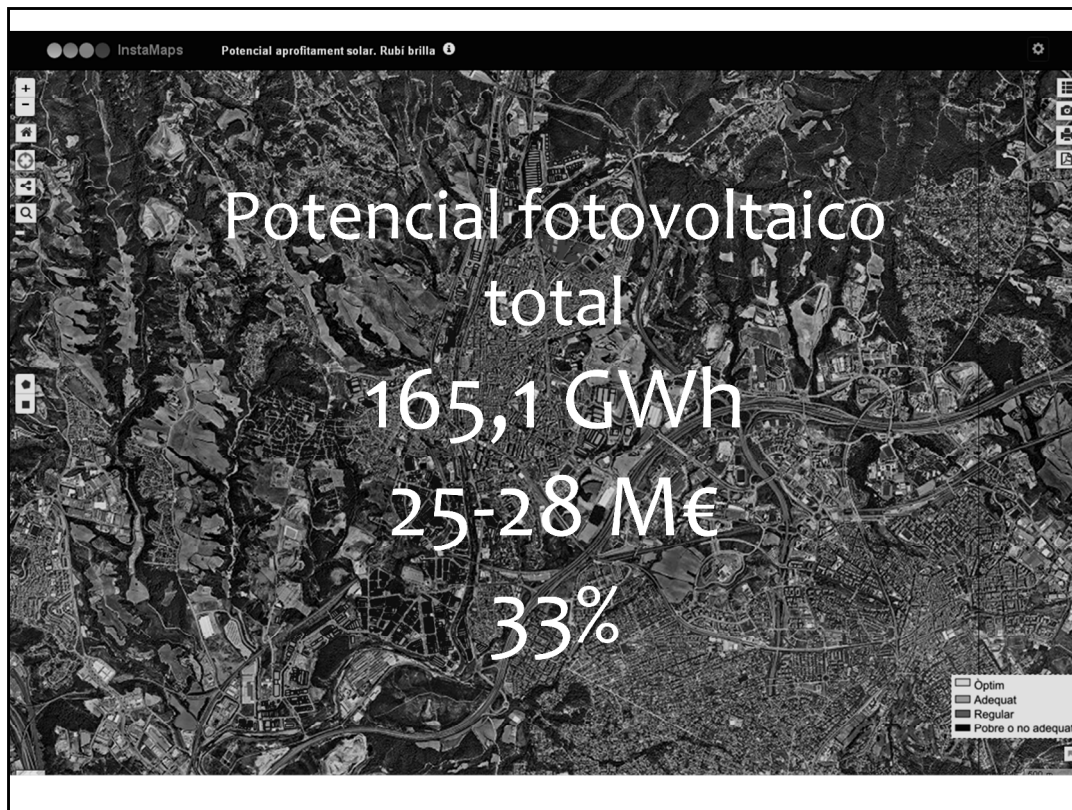 InstaMaps
Potencial aprofitament solar. Rubí brilla
Potencial fotovoltaico
total
165,1 GWh
25-28 M€
33%
Òptim
Adequat
Regular
Pobre o no adequat